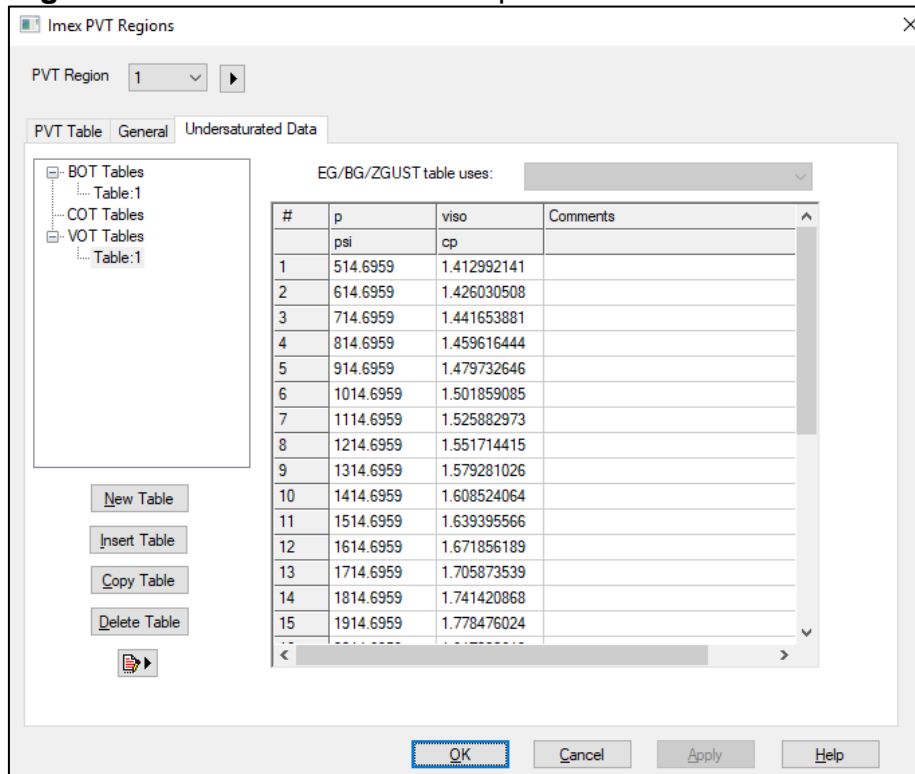 Imex PVT Regions
PVT Region 1
PVT Table General Undersaturated Data
BOT Tables
Table:1
COT Tables
VOT Tables
Table:1
EG/BG/ZGUST table uses:
# p viso Comments
psi cp
1 514.6959 1.412992141
2 614.6959 1.426030508
3 714.6959 1.441653881
4 814.6959 1.459616444
5 914.6959 1.479732646
6 1014.6959 1.501859085
7 1114.6959 1.525882973
8 1214.6959 1.551714415
9 1314.6959 1.579281026
10 1414.6959 1.608524064
11 1514.6959 1.639395566
12 1614.6959 1.671856189
13 1714.6959 1.705873539
14 1814.6959 1.741420868
15 1914.6959 1.778476024
New Table
Insert Table
Copy Table
Delete Table
OK Cancel Apply Help